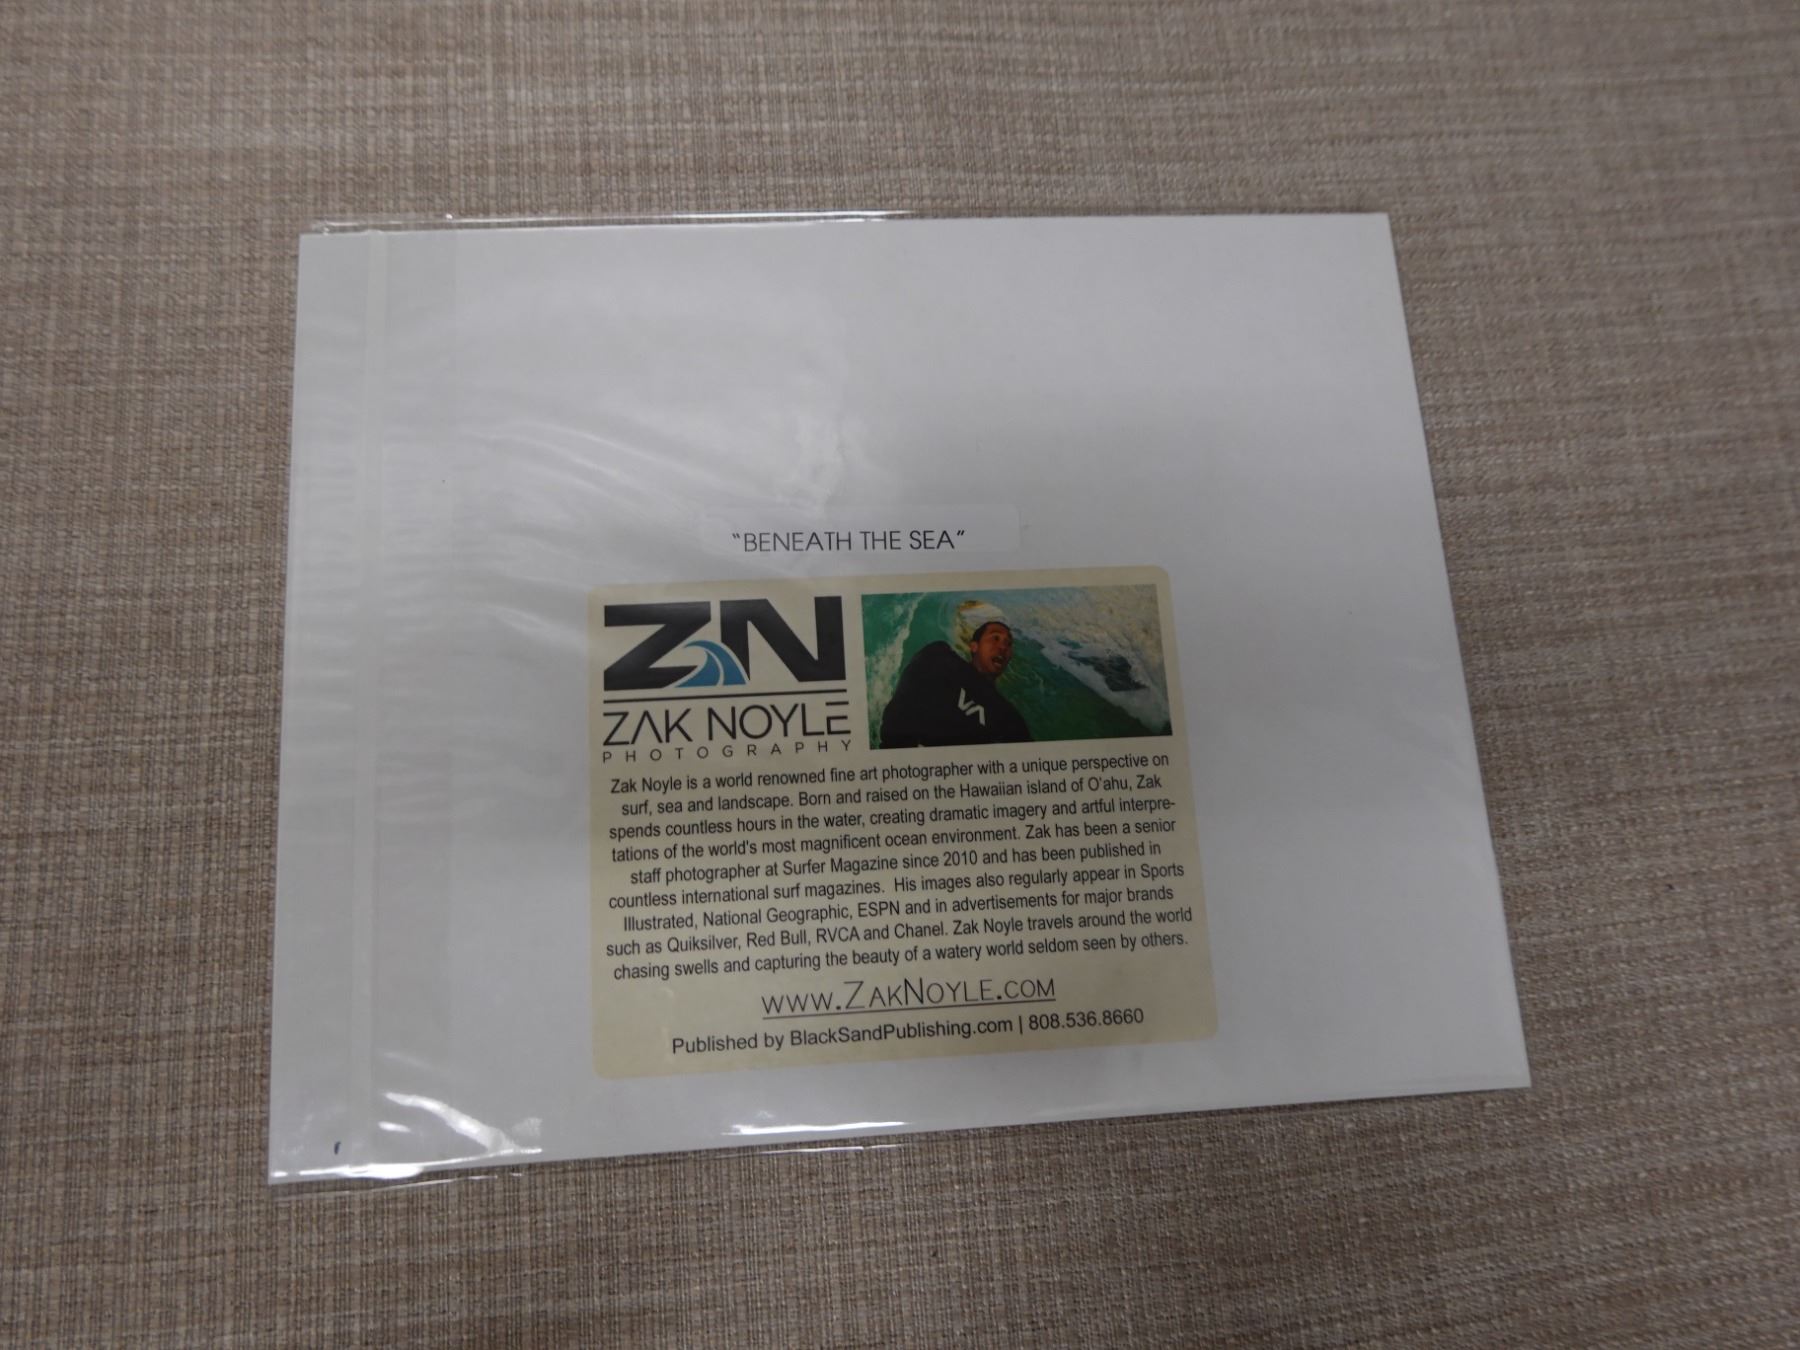 “BENEATH THE SEA”
ZN
ZAK NOYLE
PHOTOGRAPHY
VA
Zak Noyle is a world renowned fine art photographer with a unique perspective on
surf, sea and landscape. Born and raised on the Hawaiian island of O'ahu, Zak
spends countless hours in the water, creating dramatic imagery and artful interpre-
tations of the world's most magnificent ocean environment. Zak has been a senior
staff photographer at Surfer Magazine since 2010 and has been published in
countless international surf magazines. His images also regularly appear in Sports
Illustrated, National Geographic, ESPN and in advertisements for major brands
such as Quiksilver, Red Bull, RVCA and Chanel. Zak Noyle travels around the world
chasing swells and capturing the beauty of a watery world seldom seen by others.
www.ZakNoyle.com
Published by BlackSandPublishing.com | 808.536.8660